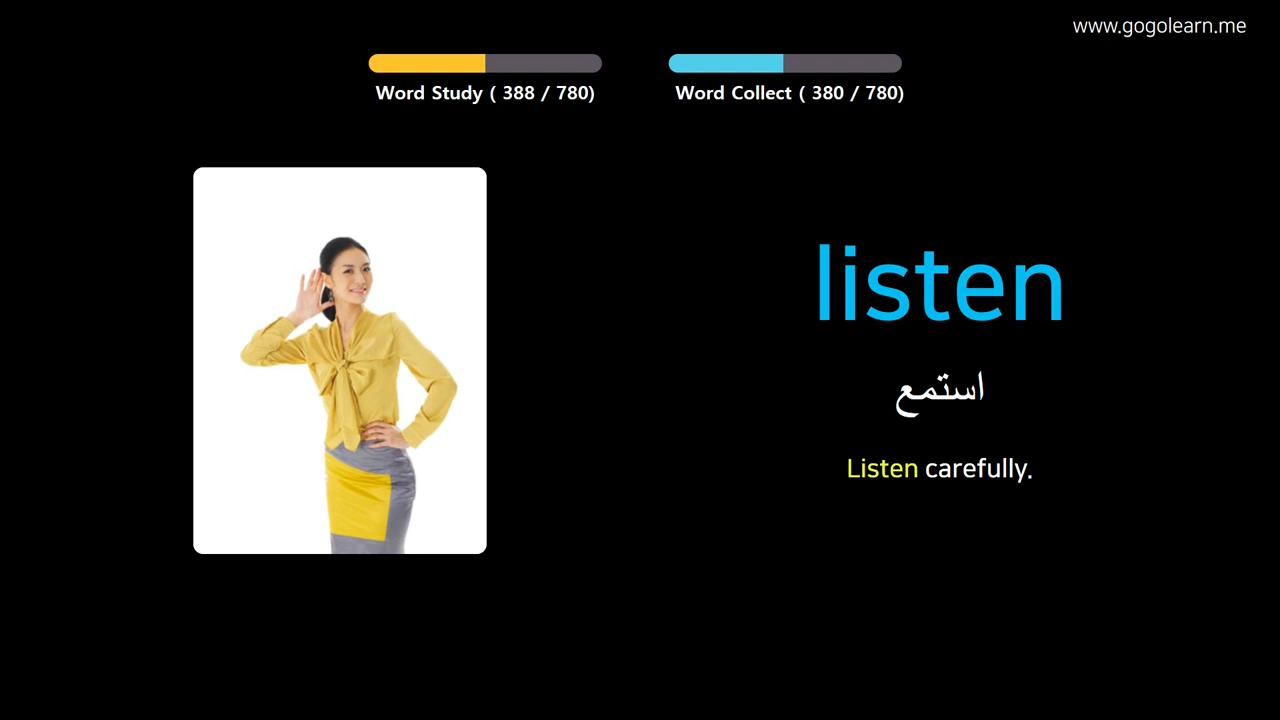 www.gogolearn.me
Word Study ( 388 / 780)
Word Collect ( 380 / 780)
listen
استمع
Listen carefully.